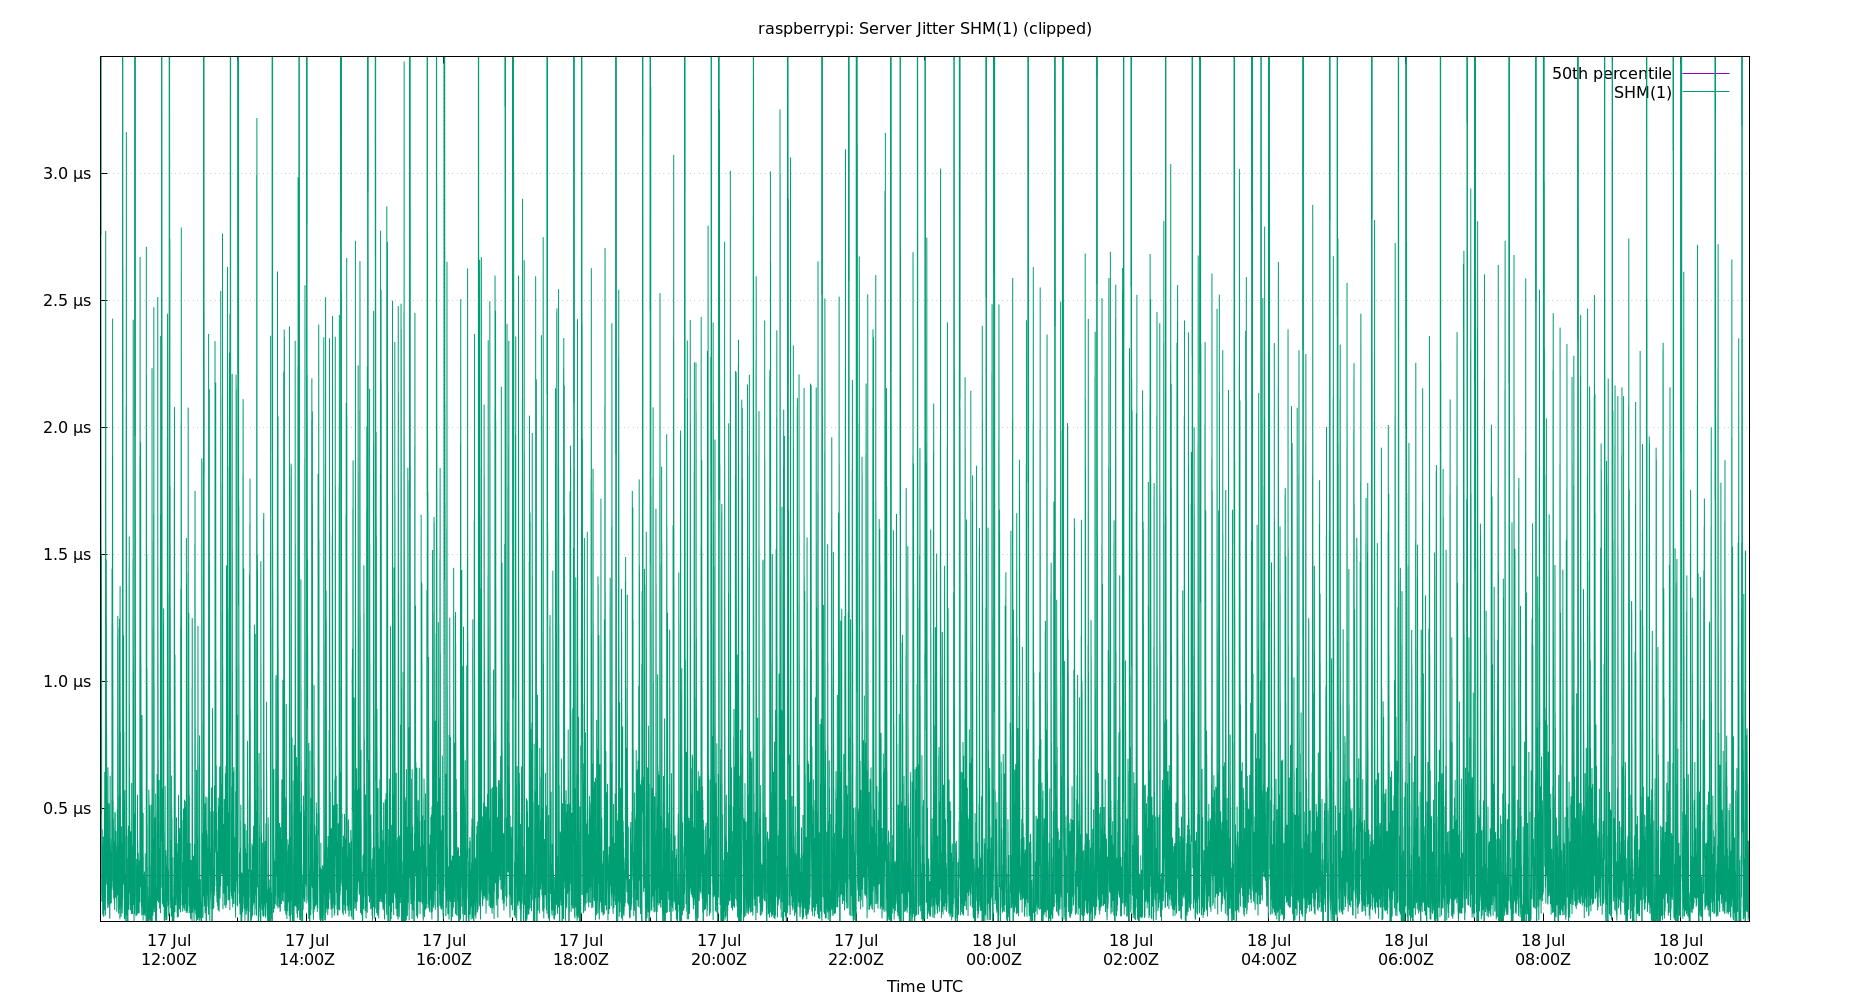 raspberrypi: Server Jitter SHM(1) (clipped)
50th percentile
SHM(1)
3.0 µs
2.5 µs
2.0 µs
1.5 µs
1.0 µs
0.5 µs
17 Jul 17 Jul 17 Jul 17 Jul 17 Jul 17 Jul 18 Jul 18 Jul 18 Jul 18 Jul 18 Jul 18 Jul
12:00Z 14:00Z 16:00Z 18:00Z 20:00Z 22:00Z 00:00Z 02:00Z 04:00Z 06:00Z 08:00Z 10:00Z
Time UTC